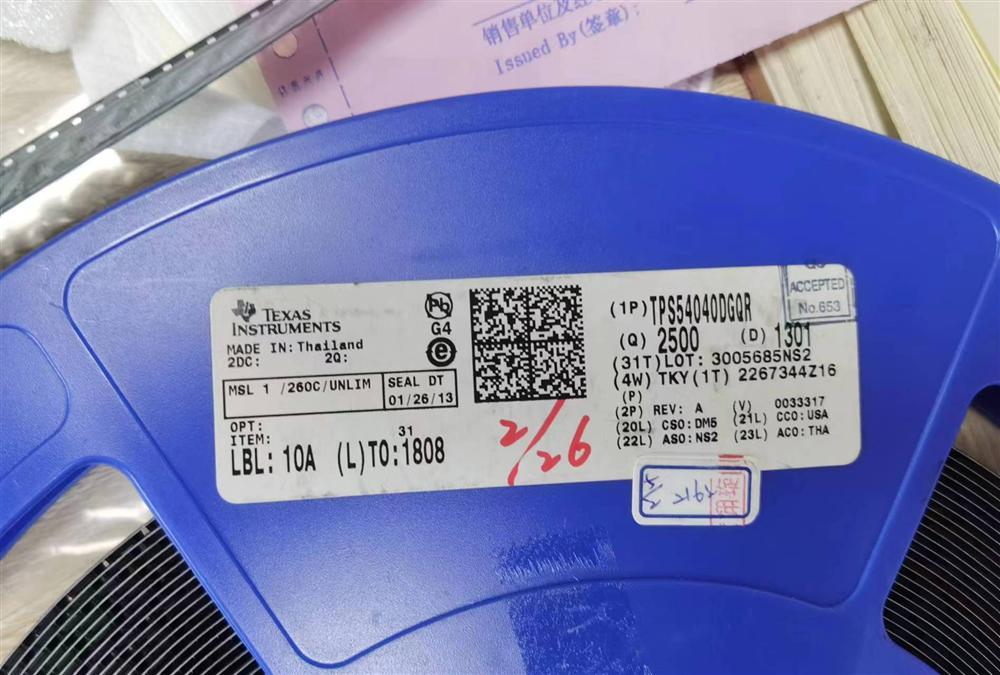 销售单位及经
Issued By(签章):
TEXAS
INSTRUMENTS
Pb
G4
e
MADE IN: Thailand
2DC: 2Q:
MSL 1 /260C/UNLIM
SEAL DT
01/26/13
OPT:
ITEM: 31
LBL: 10A (L)TO:1808
(1P) TPS54040DGQR
(Q) 2500 (D) 1301
(31T)LOT: 3005685NS2
(4W) TKY(1T) 2267344Z16
(P)
(2P) REV: A (V) 0033317
(20L) CSO: DM5 (21L) CCO:USA
(22L) ASO: NS2 (23L) ACO: THA
ACCEPTED
No.653
2/26